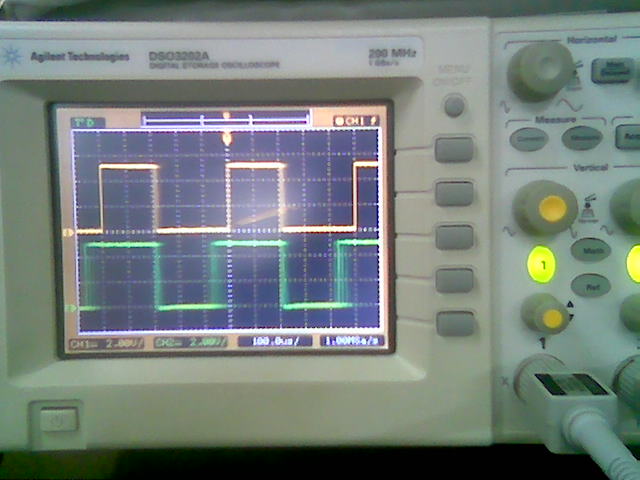 Agilent Technologies
DSO3202A
DIGITAL STORAGE OSCILLOSCOPE
200 MHz
1 GSa/s
MENU
ON/OFF
Horizontal
Measure
Vertical
Math
Ref
1
1
T D
CH1
CH1= 2.00V/
CH2= 2.00V/
100.0us/
1.00MSa/s